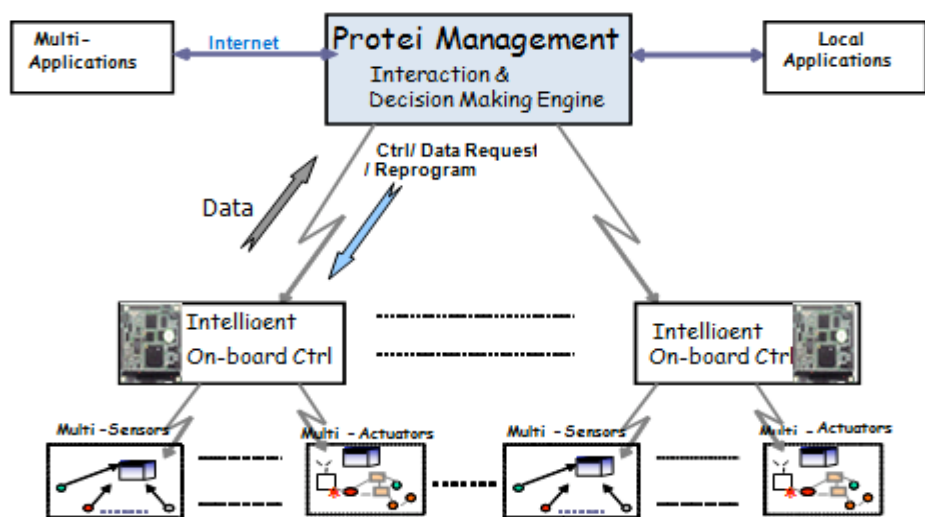 Multi-
Applications
Internet
Protei Management
Interaction &
Decision Making Engine
Local
Applications
Ctrl/ Data Request
/ Reprogram
Data
Intelligent
On-board Ctrl
Intelligent
On-board Ctrl
Multi -Sensors
Multi - Actuators
Multi -Sensors
Multi - Actuators